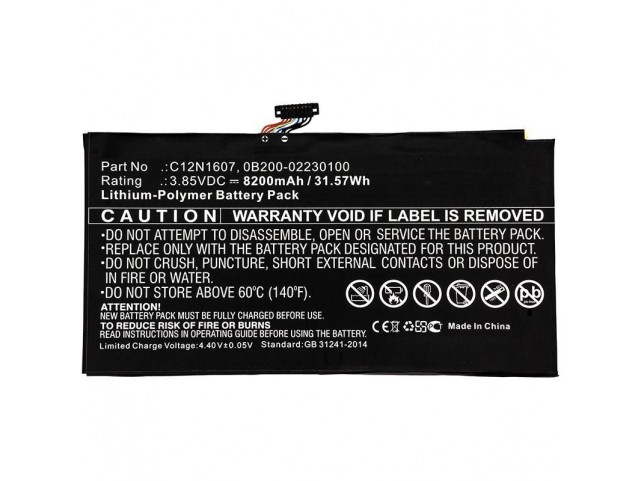 Part No .: C12N1607, 0B200-02230100
Rating .: 3.85VDC = 8200mAh / 31.57Wh
Lithium-Polymer Battery Pack
CAUTION WARRANTY VOID IF LABEL IS REMOVED
•DO NOT ATTEMPT TO DISASSEMBLE, OPEN OR SERVICE THE BATTERY PACK.
•REPLACE WITH THE BATTERY PACK DESIGNATED FOR THIS PRODUCT.
•DO NOT CRUSH, PUNCTURE, SHORT EXTERNAL CONTACTS OR DISPOSE OF
IN FIRE OR WATER.
•DO NOT STORE ABOVE 60°C (140°F).
ATTENTION!
NEW BATTERY PACK MUST BE FULLY CHARGED BEFORE USE
TO REDUCE RISK OF FIRE OR BURNS
READ INSTRUCTIONS IN OPERATING GUIDE BEFORE USING BATTERY.
Limited Charge Voltage:4.40V±0.05V Standard:GB 31241-2014
Pb
CE Made In China